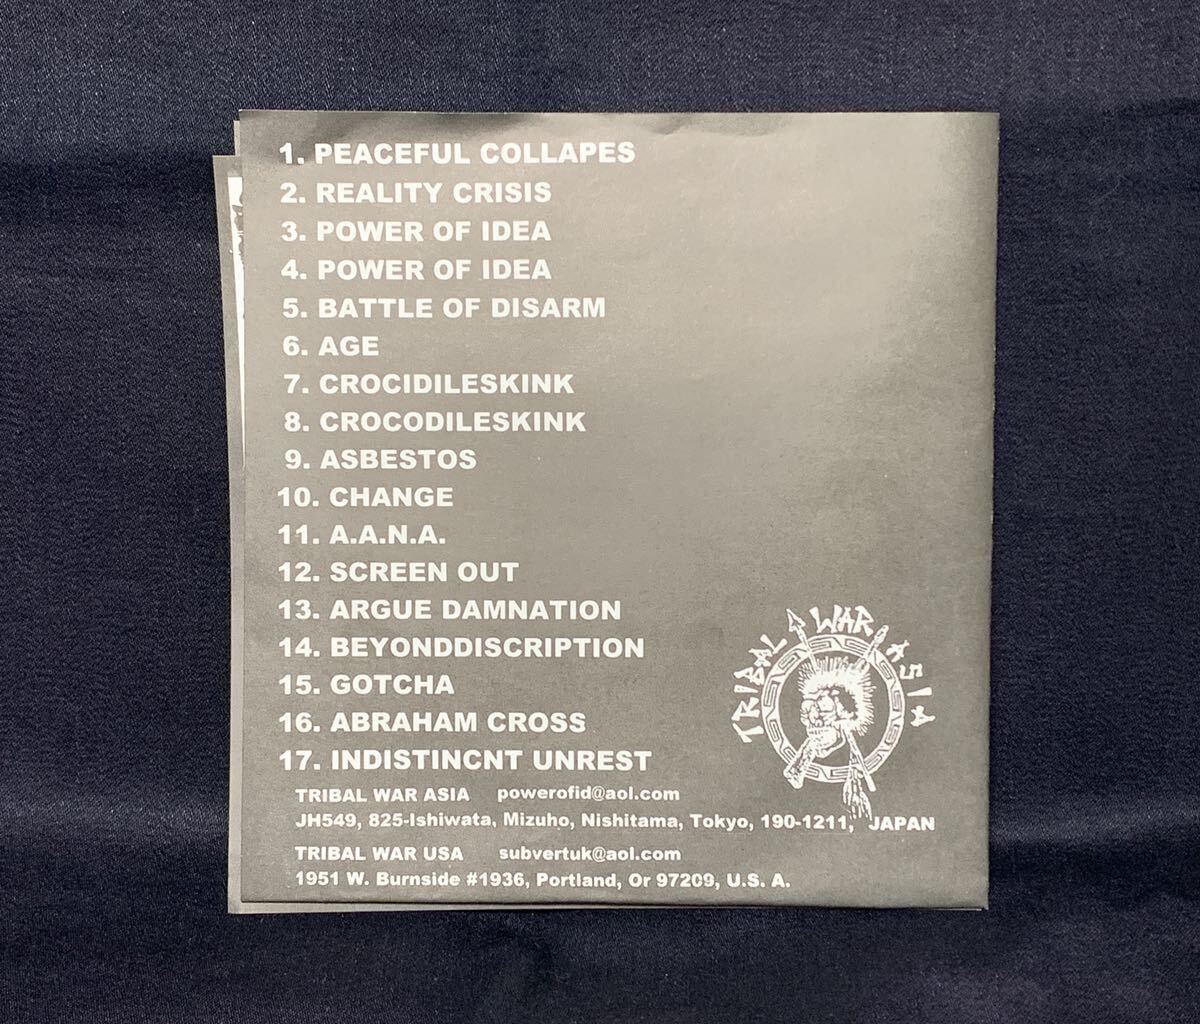 1. PEACEFUL COLLAPES
2. REALITY CRISIS
3. POWER OF IDEA
4. POWER OF IDEA
5. BATTLE OF DISARM
6. AGE
7. CROCIDILESKINK
8. CROCODILESKINK
9. ASBESTOS
10. CHANGE
11. A.A.N.A.
12. SCREEN OUT
13. ARGUE DAMNATION
14. BEYONDDISCRIPTION
15. GOTCHA
16. ABRAHAM CROSS
17. INDISTINCNT UNREST
TRIBAL WAR ASIA
TRIBAL WAR ASIA powerofid@aol.com
JH549, 825-Ishiwata, Mizuho, Nishitama, Tokyo, 190-1211, JAPAN
TRIBAL WAR USA subvertuk@aol.com
1951 W. Burnside #1936, Portland, Or 97209, U.S. A.